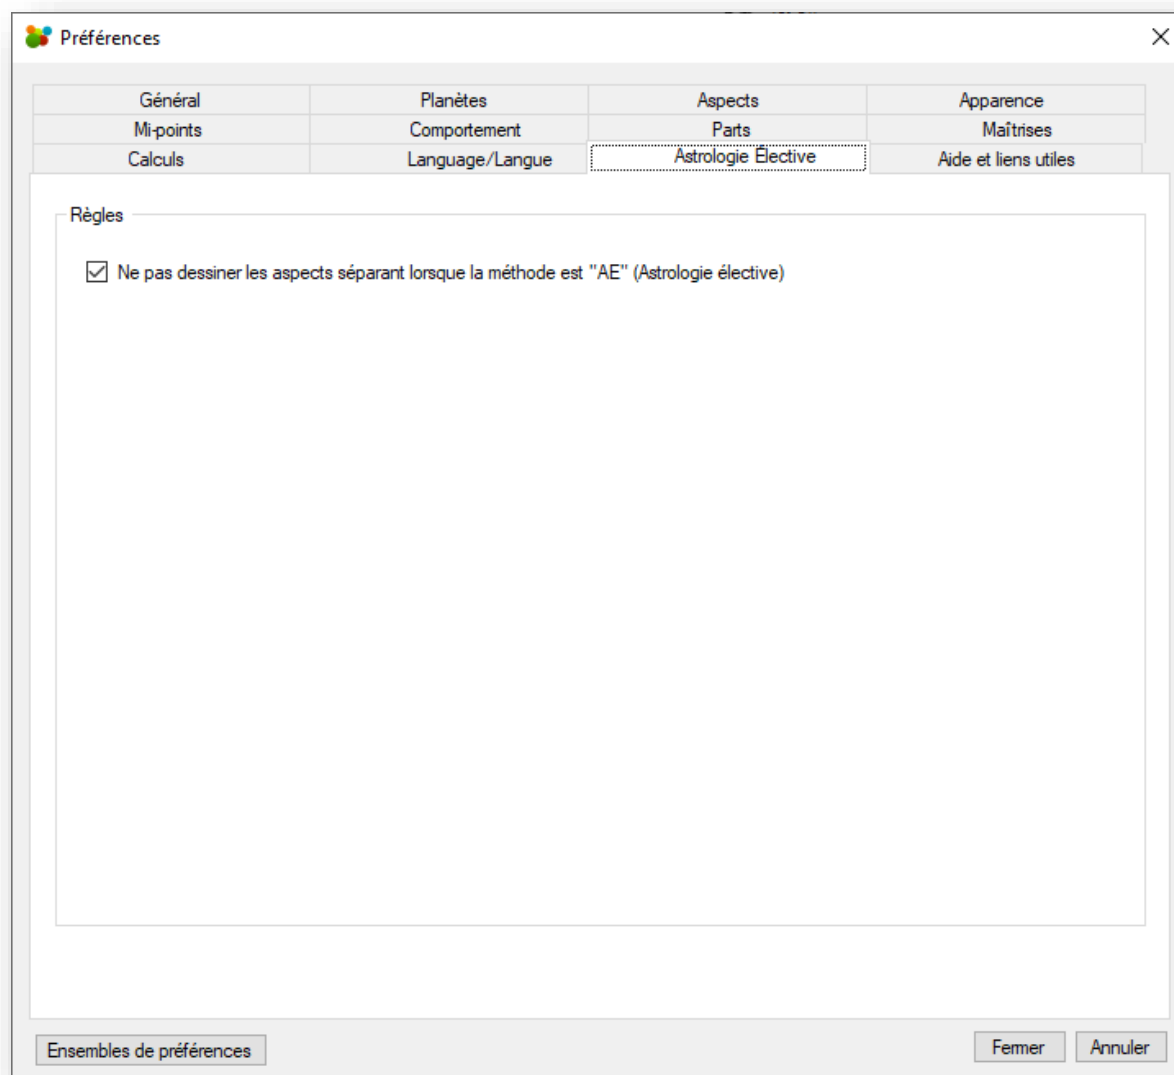 Préférences
Général Planètes Aspects Apparence
Mi-points Comportement Parts Maîtrises
Calculs Language/Langue Astrologie Élective Aide et liens utiles
Règles
Ne pas dessiner les aspects séparant lorsque la méthode est "AE" (Astrologie élective)
Ensembles de préférences Fermer Annuler